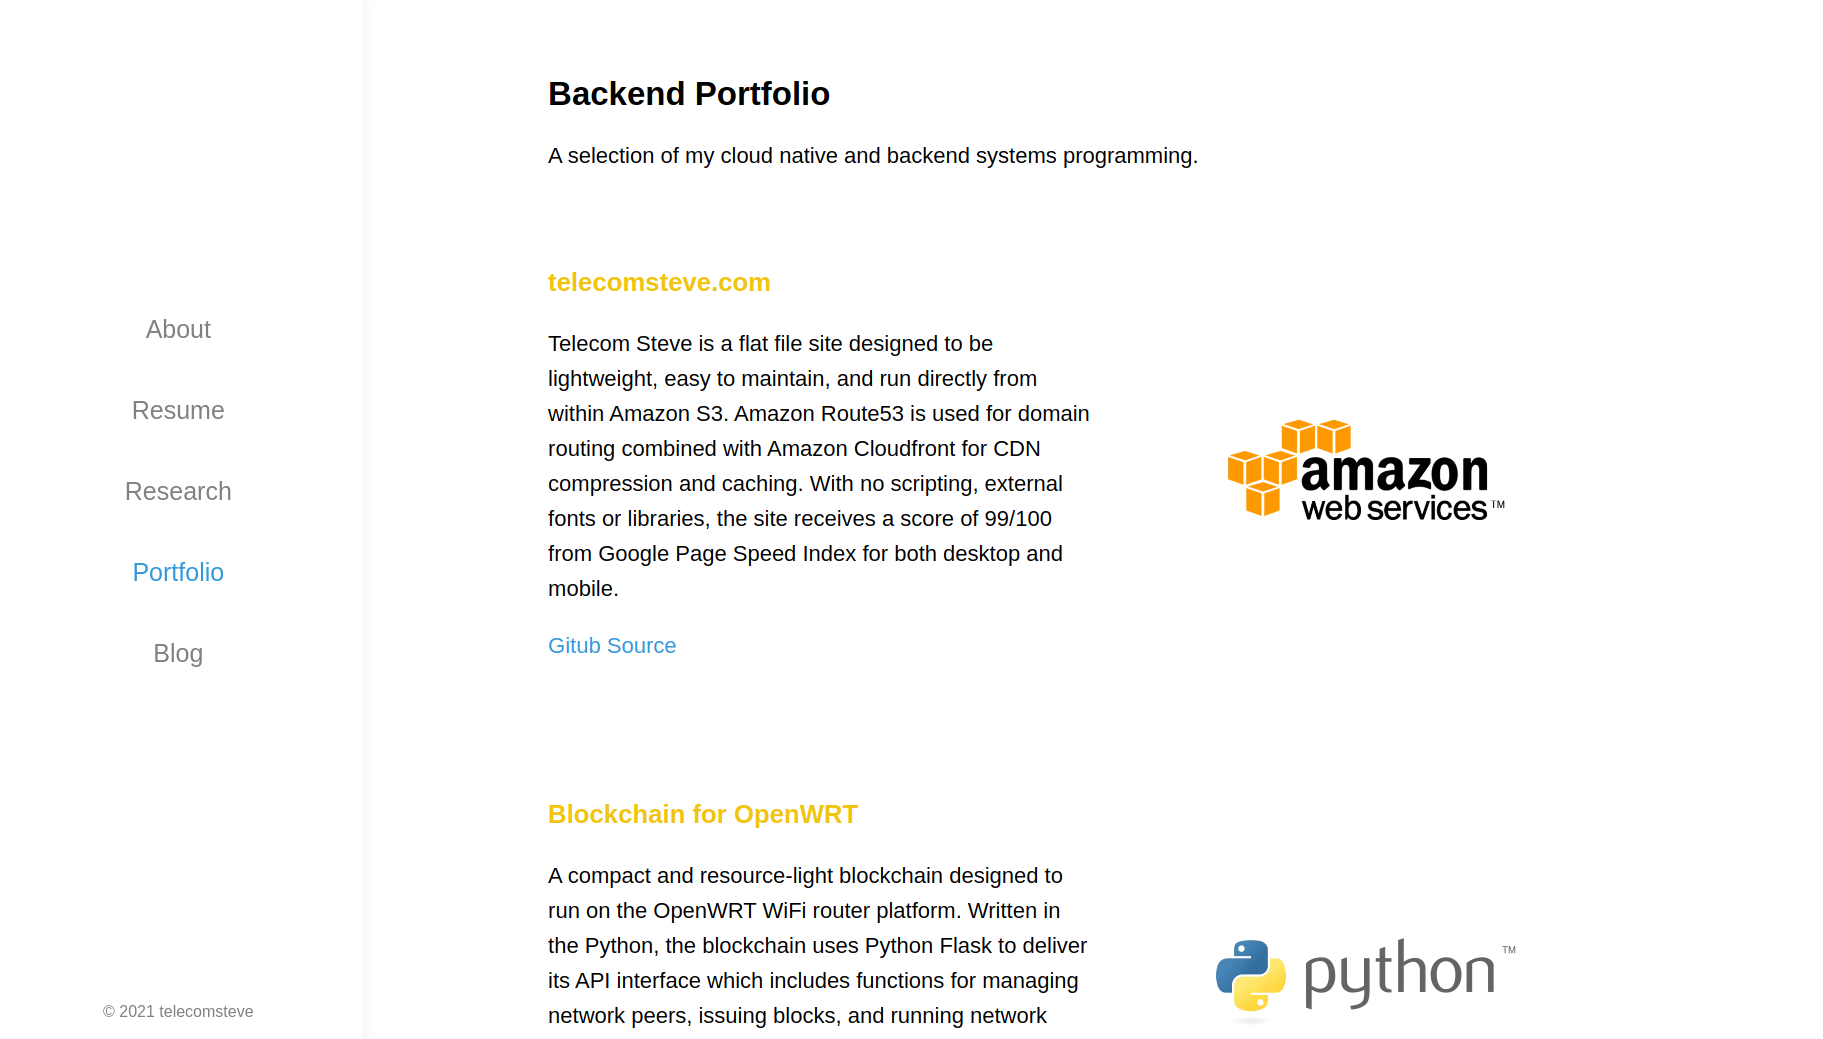 About
Resume
Research
Portfolio
Blog
© 2021 telecomsteve
Backend Portfolio
A selection of my cloud native and backend systems programming.
telecomsteve.com
Telecom Steve is a flat file site designed to be
lightweight, easy to maintain, and run directly from
within Amazon S3. Amazon Route53 is used for domain
routing combined with Amazon Cloudfront for CDN
compression and caching. With no scripting, external
fonts or libraries, the site receives a score of 99/100
from Google Page Speed Index for both desktop and
mobile.
Gitub Source
amazon
web services™
Blockchain for OpenWRT
A compact and resource-light blockchain designed to
run on the OpenWRT WiFi router platform. Written in
the Python, the blockchain uses Python Flask to deliver
its API interface which includes functions for managing
network peers, issuing blocks, and running network
python™